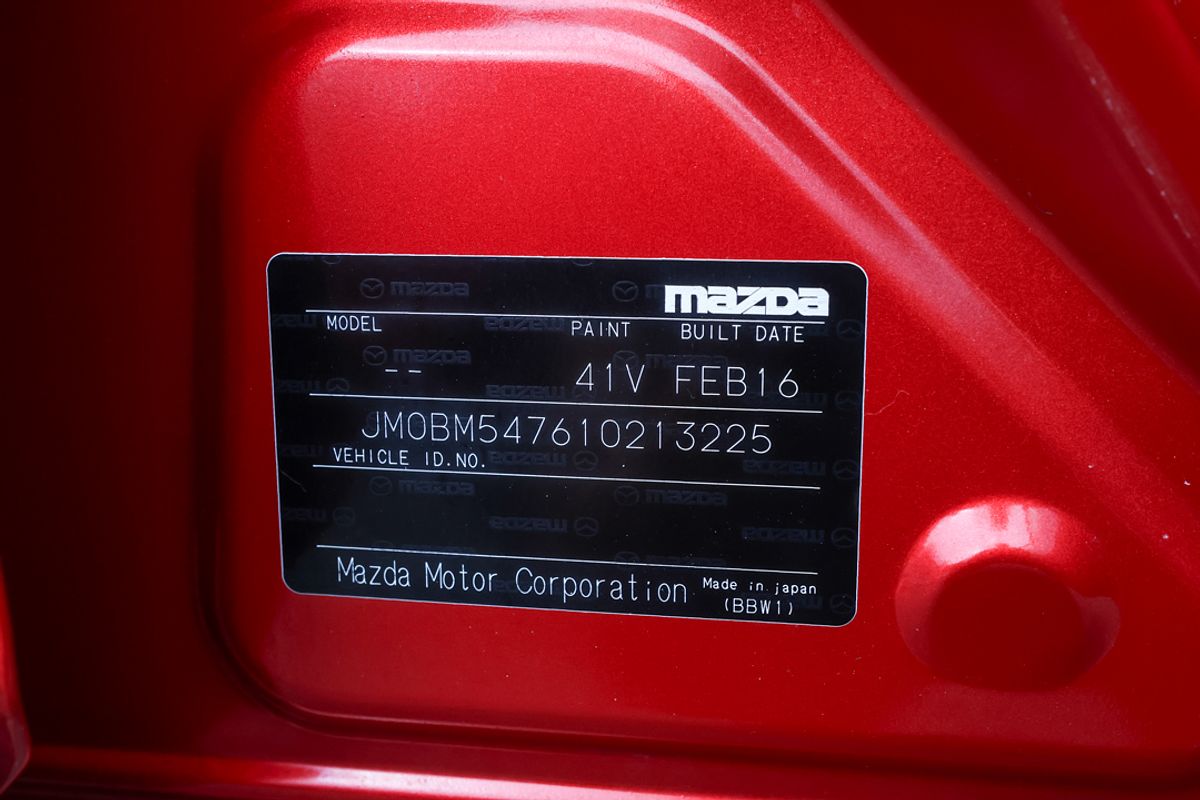 mazda
MODEL PAINT BUILT DATE
-- 41V FEB16
JM0BM547610213225
VEHICLE ID.NO.
Mazda Motor Corporation Made in japan
(BBW1)